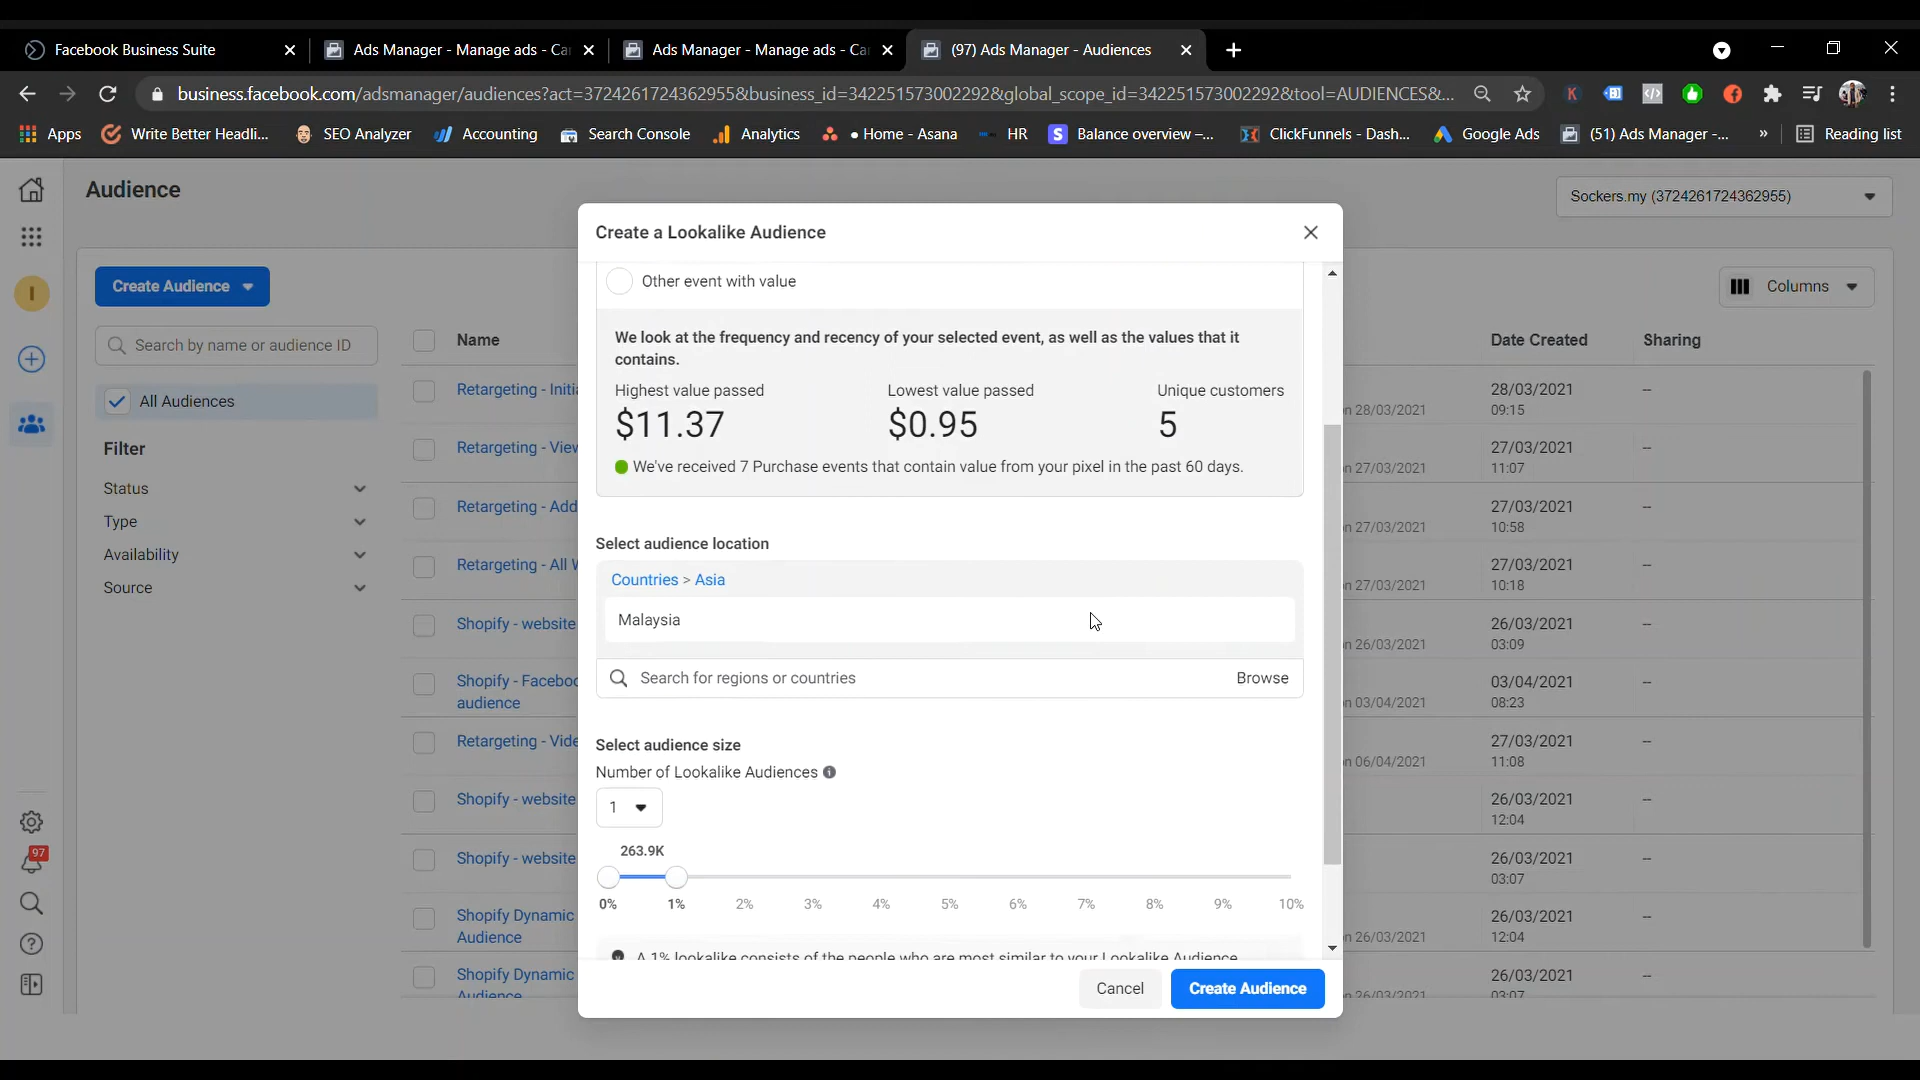 Facebook Business Suite
Ads Manager - Manage ads - Ca
Ads Manager - Manage ads - Ca
(97) Ads Manager - Audiences
business.facebook.com/adsmanager/audiences?act=3724261724362955&business_id=342251573002292&global_scope_id=342251573002292&tool=AUDIENCES&...
Apps
Write Better Headli...
SEO Analyzer
Accounting
Search Console
Analytics
• Home - Asana
HR
Balance overview –...
ClickFunnels - Dash...
Google Ads
(51) Ads Manager -...
»
Reading list
Audience
Sockers.my (3724261724362955)
Create Audience
Columns
Search by name or audience ID
All Audiences
Filter
Status
Type
Availability
Source
97
Name
Date Created
Sharing
Retargeting - Initi
n 28/03/2021
28/03/2021
09:15
--
Retargeting - View
n 27/03/2021
27/03/2021
11:07
--
Retargeting - Add
n 27/03/2021
27/03/2021
10:58
--
Retargeting - All W
n 27/03/2021
27/03/2021
10:18
--
Shopify - website
n 26/03/2021
26/03/2021
03:09
--
Shopify - Faceboo
audience
n 03/04/2021
03/04/2021
08:23
--
Retargeting - Vide
n 06/04/2021
27/03/2021
11:08
--
Shopify - website
26/03/2021
12:04
--
Shopify - website
26/03/2021
03:07
--
Shopify Dynamic
Audience
n 26/03/2021
26/03/2021
12:04
--
Shopify Dynamic
Audience
n 26/03/2021
26/03/2021
03:07
--
Create a Lookalike Audience
Other event with value
We look at the frequency and recency of your selected event, as well as the values that it
contains.
Highest value passed
Lowest value passed
Unique customers
$11.37
$0.95
5
We've received 7 Purchase events that contain value from your pixel in the past 60 days.
Select audience location
Countries > Asia
Malaysia
Search for regions or countries
Browse
Select audience size
Number of Lookalike Audiences
1
263.9K
0%
1%
2%
3%
4%
5%
6%
7%
8%
9%
10%
A 1% lookalike consists of the people who are most similar to your Lookalike Audience
Cancel
Create Audience